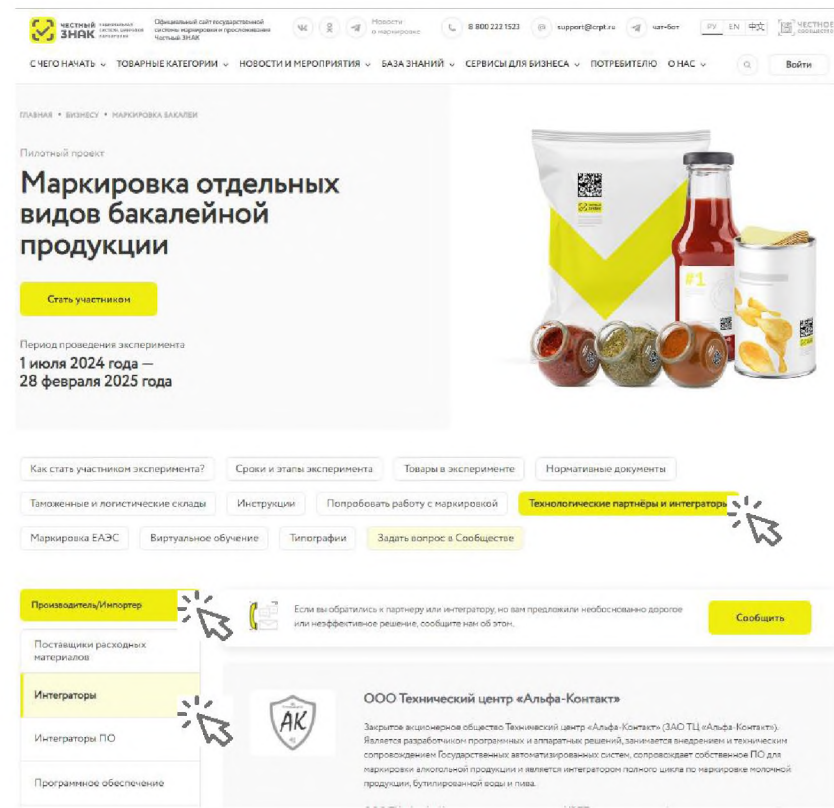 ЧЕСТНЫЙ ЗНАК
Официальный сайт государственной
системы маркировки и прослеживания
Честный ЗНАК
Новости
о маркировке
8 800 222 1523
support@crpt.ru
чат-бот
РУ EN 中文
ЧЕСТНОЕ
СООБЩЕСТВО
С ЧЕГО НАЧАТЬ ТОВАРНЫЕ КАТЕГОРИИ НОВОСТИ И МЕРОПРИЯТИЯ БАЗА ЗНАНИЙ СЕРВИСЫ ДЛЯ БИЗНЕСА ПОТРЕБИТЕЛЮ О НАС Войти
ГЛАВНАЯ • БИЗНЕСУ • МАРКИРОВКА БАКАЛЕИ
Пилотный проект
Маркировка отдельных
видов бакалейной
продукции
Стать участником
Период проведения эксперимента
1 июля 2024 года —
28 февраля 2025 года
#1
Как стать участником эксперимента? Сроки и этапы эксперимента Товары в эксперименте Нормативные документы
Таможенные и логистические склады Инструкции Попробовать работу с маркировкой Технологические партнёры и интеграторы
Маркировка ЕАЭС Виртуальное обучение Типографии Задать вопрос в Сообществе
Производитель/Импортер
Если вы обратились к партнеру или интегратору, но вам предложили необоснованно дорогое
или неэффективное решение, сообщите нам об этом.
Сообщить
Поставщики расходных
материалов
Интеграторы
Интеграторы ПО
Программное обеспечение
АК
ООО Технический центр «Альфа-Контакт»
Закрытое акционерное общество Технический центр «Альфа-Контакт» (ЗАО ТЦ «Альфа-Контакт»).
Является разработчиком программных и аппаратных решений, занимается внедрением и техническим
сопровождением Государственных автоматизированных систем, сопровождает собственное ПО для
маркировки алкогольной продукции и является интегратором полного цикла по маркировке молочной
продукции, бутилированной воды и пива.